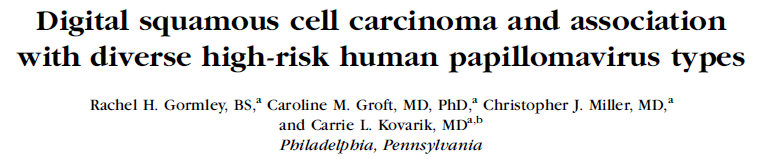 Digital squamous cell carcinoma and association
with diverse high-risk human papillomavirus types
Rachel H. Gormley, BS,a Caroline M. Groft, MD, PhD,a Christopher J. Miller, MD,a
and Carrie L. Kovarik, MDa,b
Philadelphia, Pennsylvania